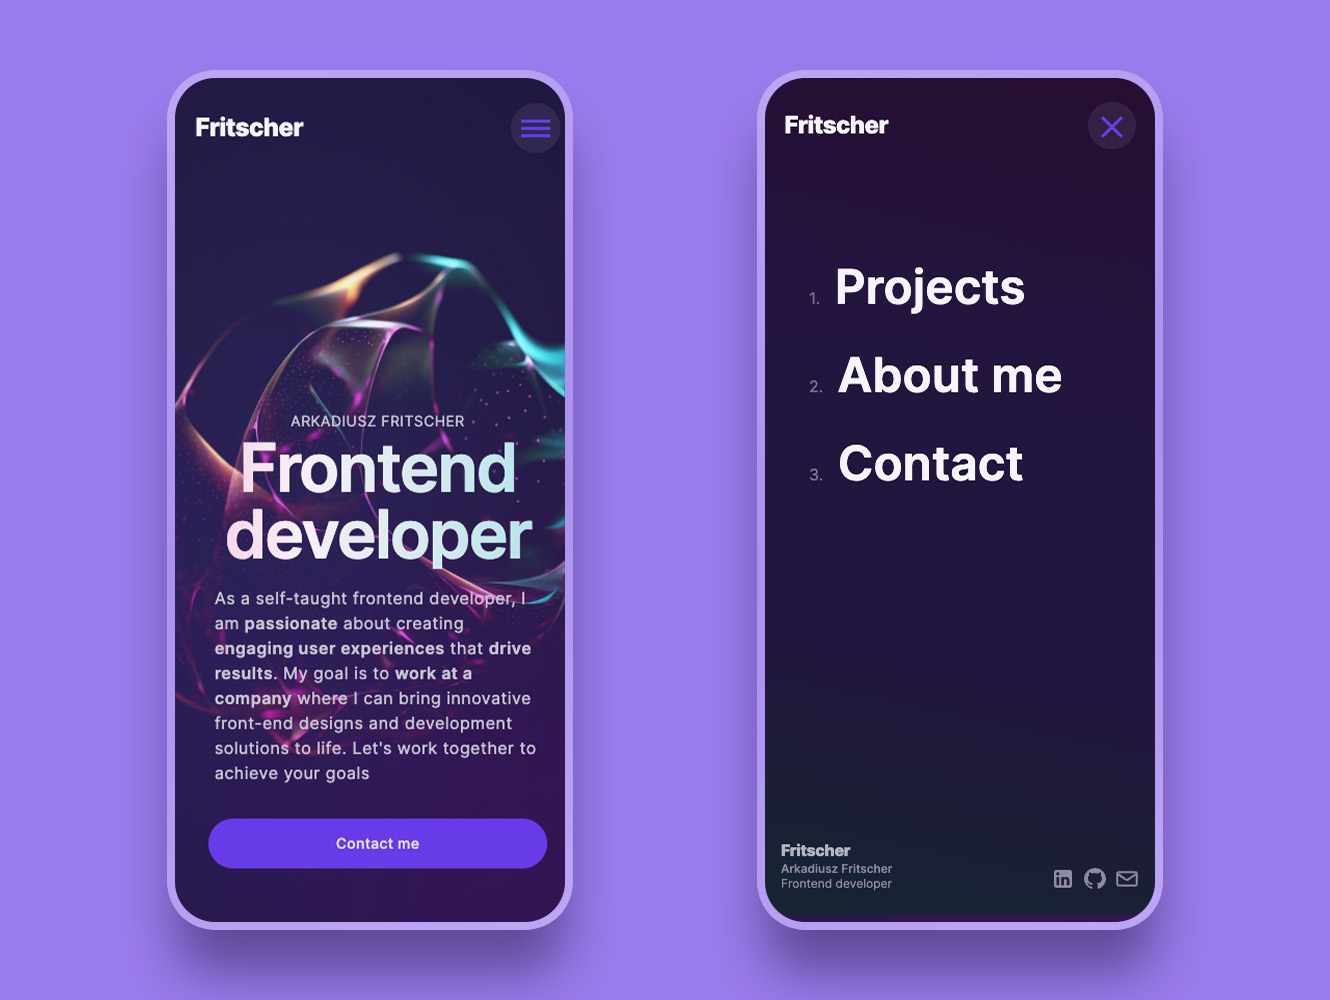 Fritscher
ARKADIUSZ FRITSCHER
Frontend
developer
As a self-taught frontend developer, I
am passionate about creating
engaging user experiences that drive
results. My goal is to work at a
company where I can bring innovative
front-end designs and development
solutions to life. Let's work together to
achieve your goals
Contact me
Fritscher
1. Projects
2. About me
3. Contact
Fritscher
Arkadiusz Fritscher
Frontend developer
in